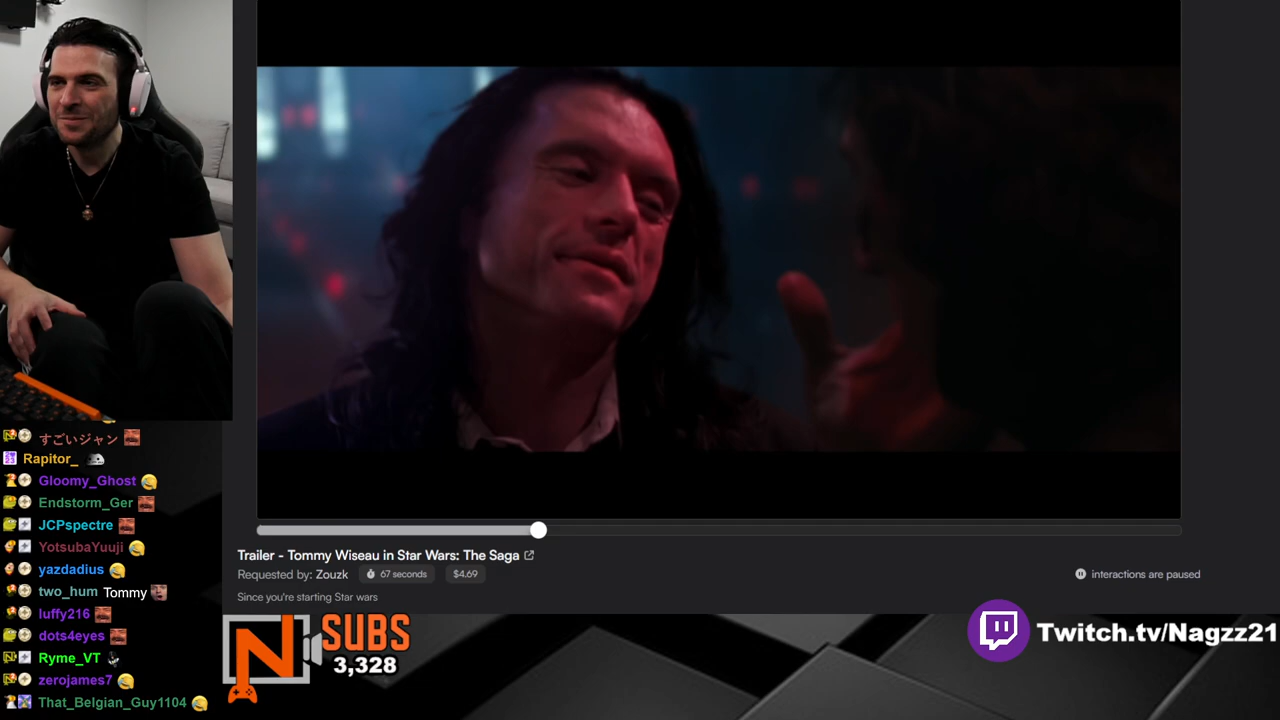 すごいジャン
Rapitor_
Gloomy_Ghost
Endstorm_Ger
JCPspectre
YotsubaYuuji
yazdadius
two_hum Tommy
luffy216
dots4eyes
Ryme_VT
zerojames7
That_Belgian_Guy1104
Trailer - Tommy Wiseau in Star Wars: The Saga
Requested by: Zouzk 67 seconds $4.69
interactions are paused
Since you're starting Star wars
N SUBS
3,328
Twitch.tv/Nagzz21